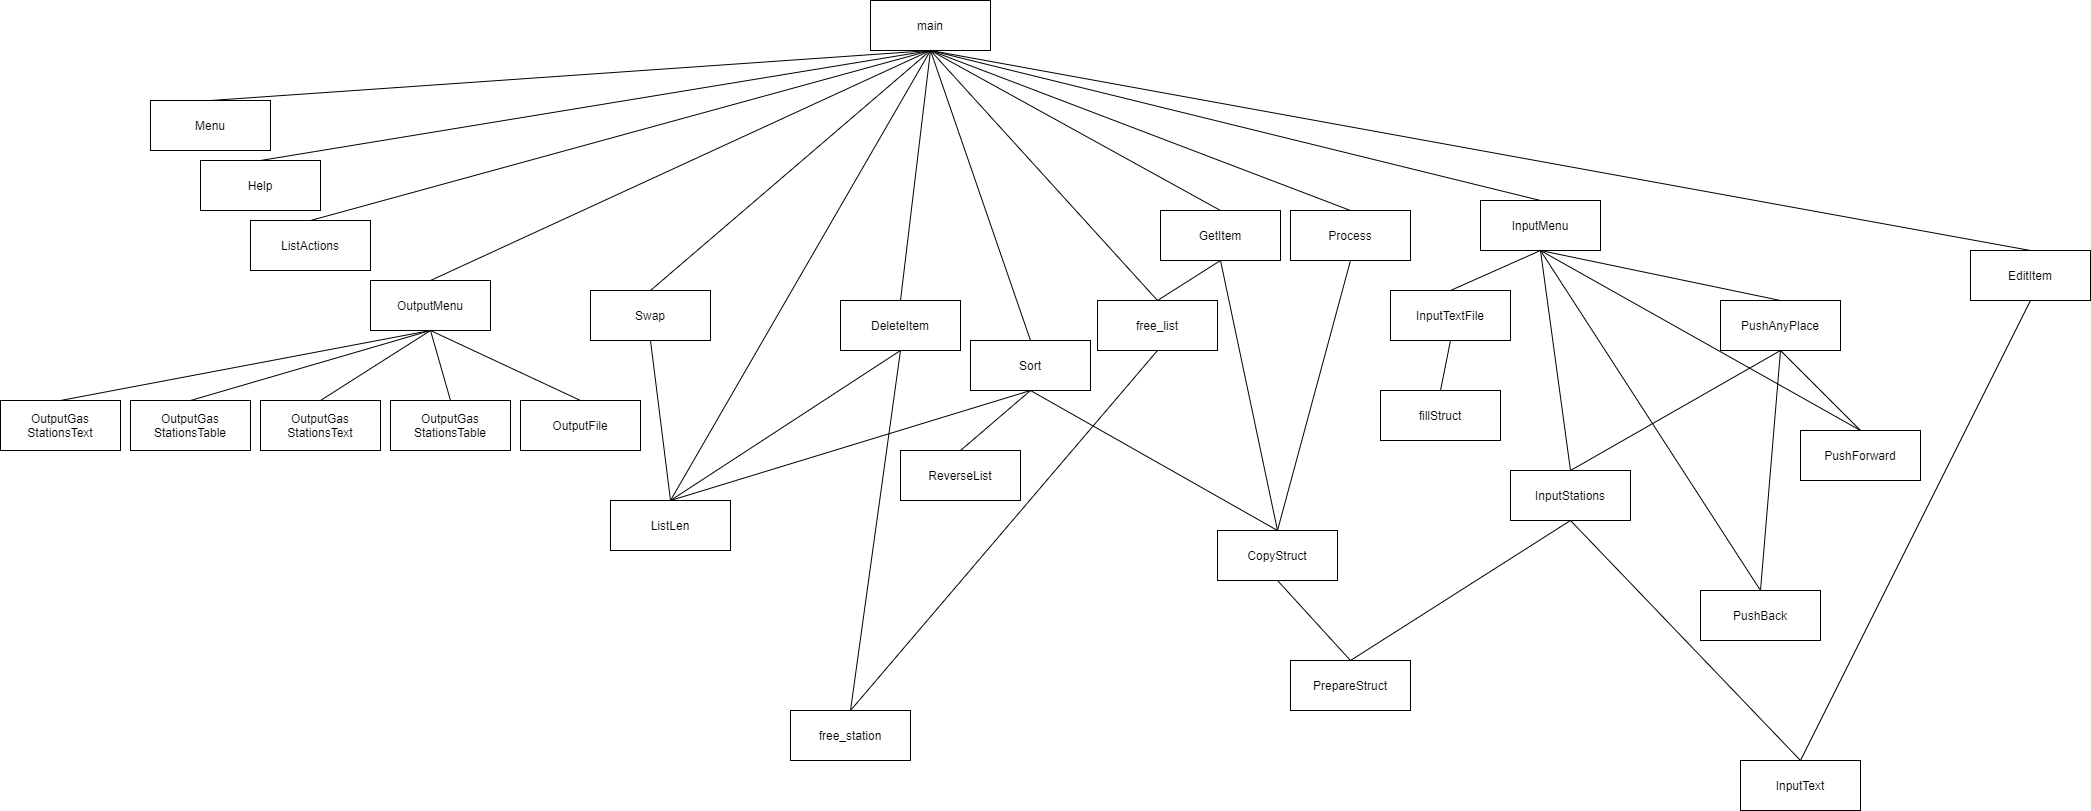 main
Menu
Help
ListActions
GetItem
Process
InputMenu
EditItem
OutputMenu
Swap
DeleteItem
free_list
InputTextFile
PushAnyPlace
Sort
OutputGas
StationsText
OutputGas
StationsTable
OutputGas
StationsText
OutputGas
StationsTable
OutputFile
fillStruct
PushForward
ReverseList
InputStations
ListLen
CopyStruct
PushBack
PrepareStruct
free_station
InputText